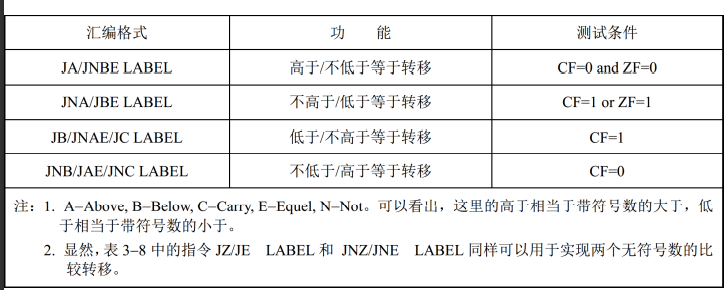 汇编格式 功 能 测试条件
JA/JNBE LABEL 高于/不低于等于转移 CF=0 and ZF=0
JNA/JBE LABEL 不高于/低于等于转移 CF=1 or ZF=1
JB/JNAE/JC LABEL 低于/不高于等于转移 CF=1
JNB/JAE/JNC LABEL 不低于/高于等于转移 CF=0
注：1. A–Above, B–Below, C–Carry, E–Equel, N–Not。可以看出，这里的高于相当于带符号数的大于，低
于相当于带符号数的小于。
2. 显然，表 3–8 中的指令 JZ/JE LABEL 和 JNZ/JNE LABEL 同样可以用于实现两个无符号数的比
较转移。